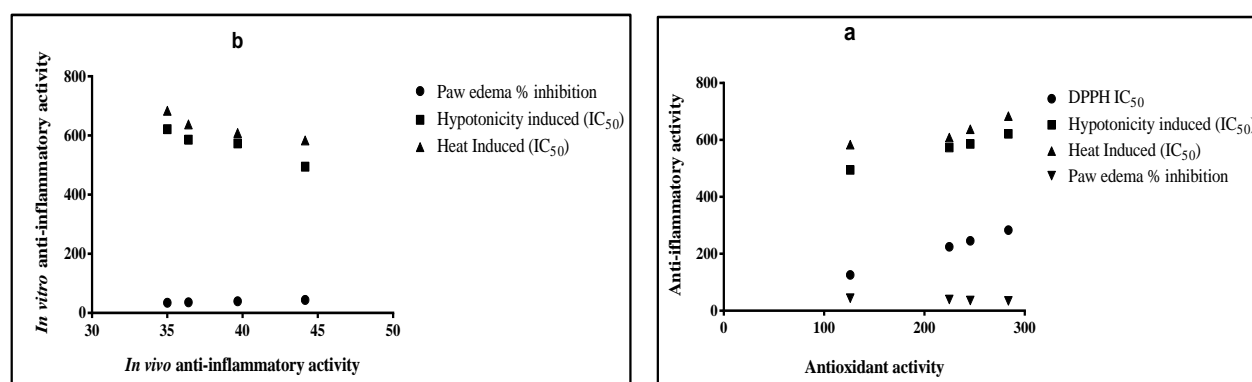 b
In vitro anti-inflammatory activity
800
600
400
200
0
30
35
40
45
50
In vivo anti-inflammatory activity
Paw edema % inhibition
Hypotonicity induced (IC50)
Heat Induced (IC50)
a
Anti-iflammatory activity
800
600
400
200
0
0
100
200
300
Antioxidant activity
DPPH IC50
Hypotonicity induced (IC50)
Heat Induced (IC50)
Paw edema % inhibition